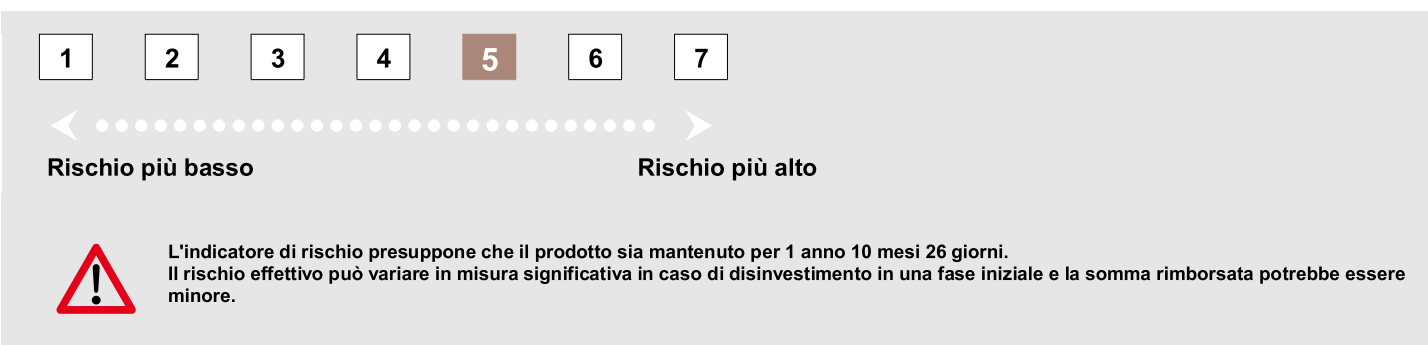 1 2 3 4 5 6 7
Rischio più basso Rischio più alto
L'indicatore di rischio presuppone che il prodotto sia mantenuto per 1 anno 10 mesi 26 giorni.
Il rischio effettivo può variare in misura significativa in caso di disinvestimento in una fase iniziale e la somma rimborsata potrebbe essere
minore.